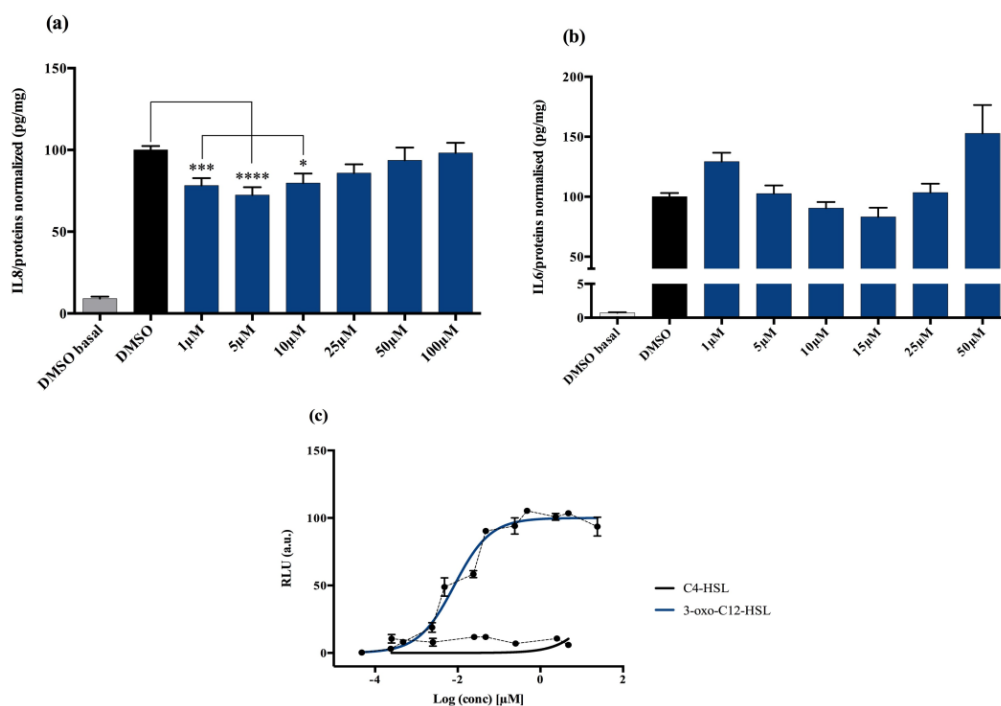 (a)
IL8/proteins normalized (pg/mg)
150
100
50
0
***
****
*
DMSO basal
DMSO
1µM
5µM
10µM
25µM
50µM
100µM
(b)
IL6/proteins normalised (pg/mg)
200
150
100
50
5
0
DMSO basal
DMSO
1µM
5µM
10µM
15µM
25µM
50µM
(c)
RLU (a.u.)
150
100
50
0
-4
-2
0
2
Log (conc) [µM]
C4-HSL
3-oxo-C12-HSL